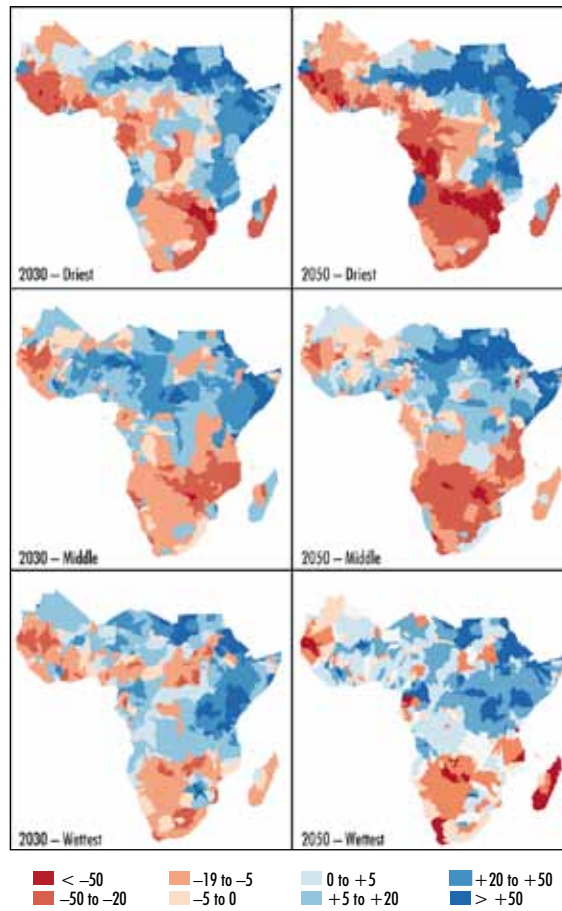 2030 – Driest
2050 – Driest
2030 – Middle
2050 – Middle
2030 – Wettest
2050 – Wettest
< –50
–19 to –5
0 to +5
+20 to +50
–50 to –20
–5 to 0
+5 to +20
> +50